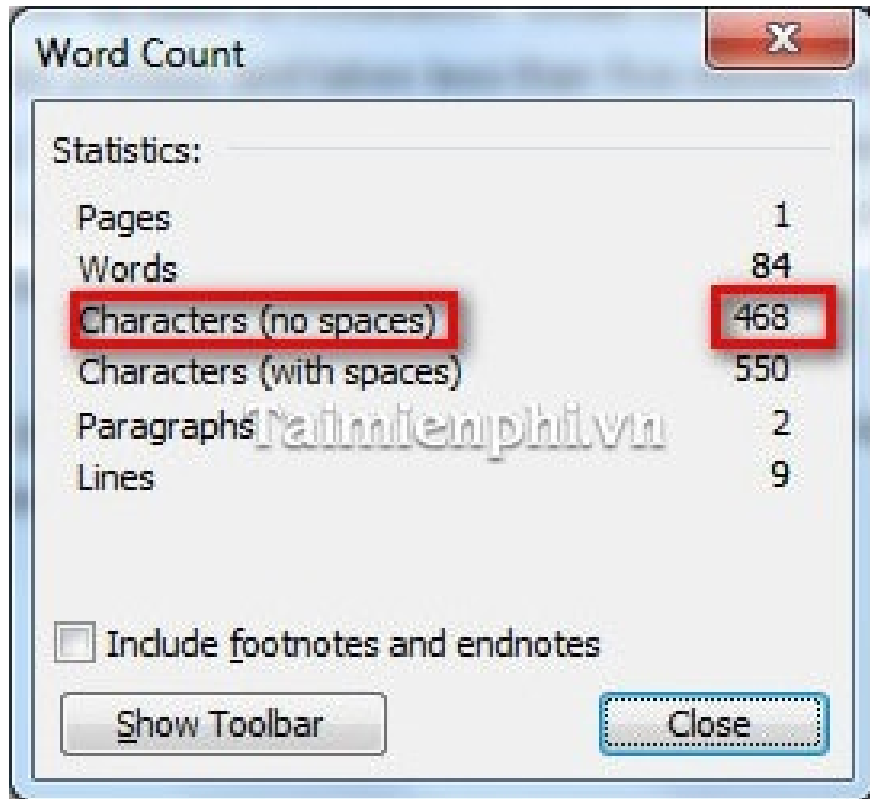 Word Count
Statistics:
Pages 1
Words 84
Characters (no spaces) 468
Characters (with spaces) 550
Paragraphs 2
Taimienphi.vn
Lines 9
Include footnotes and endnotes
Show Toolbar Close